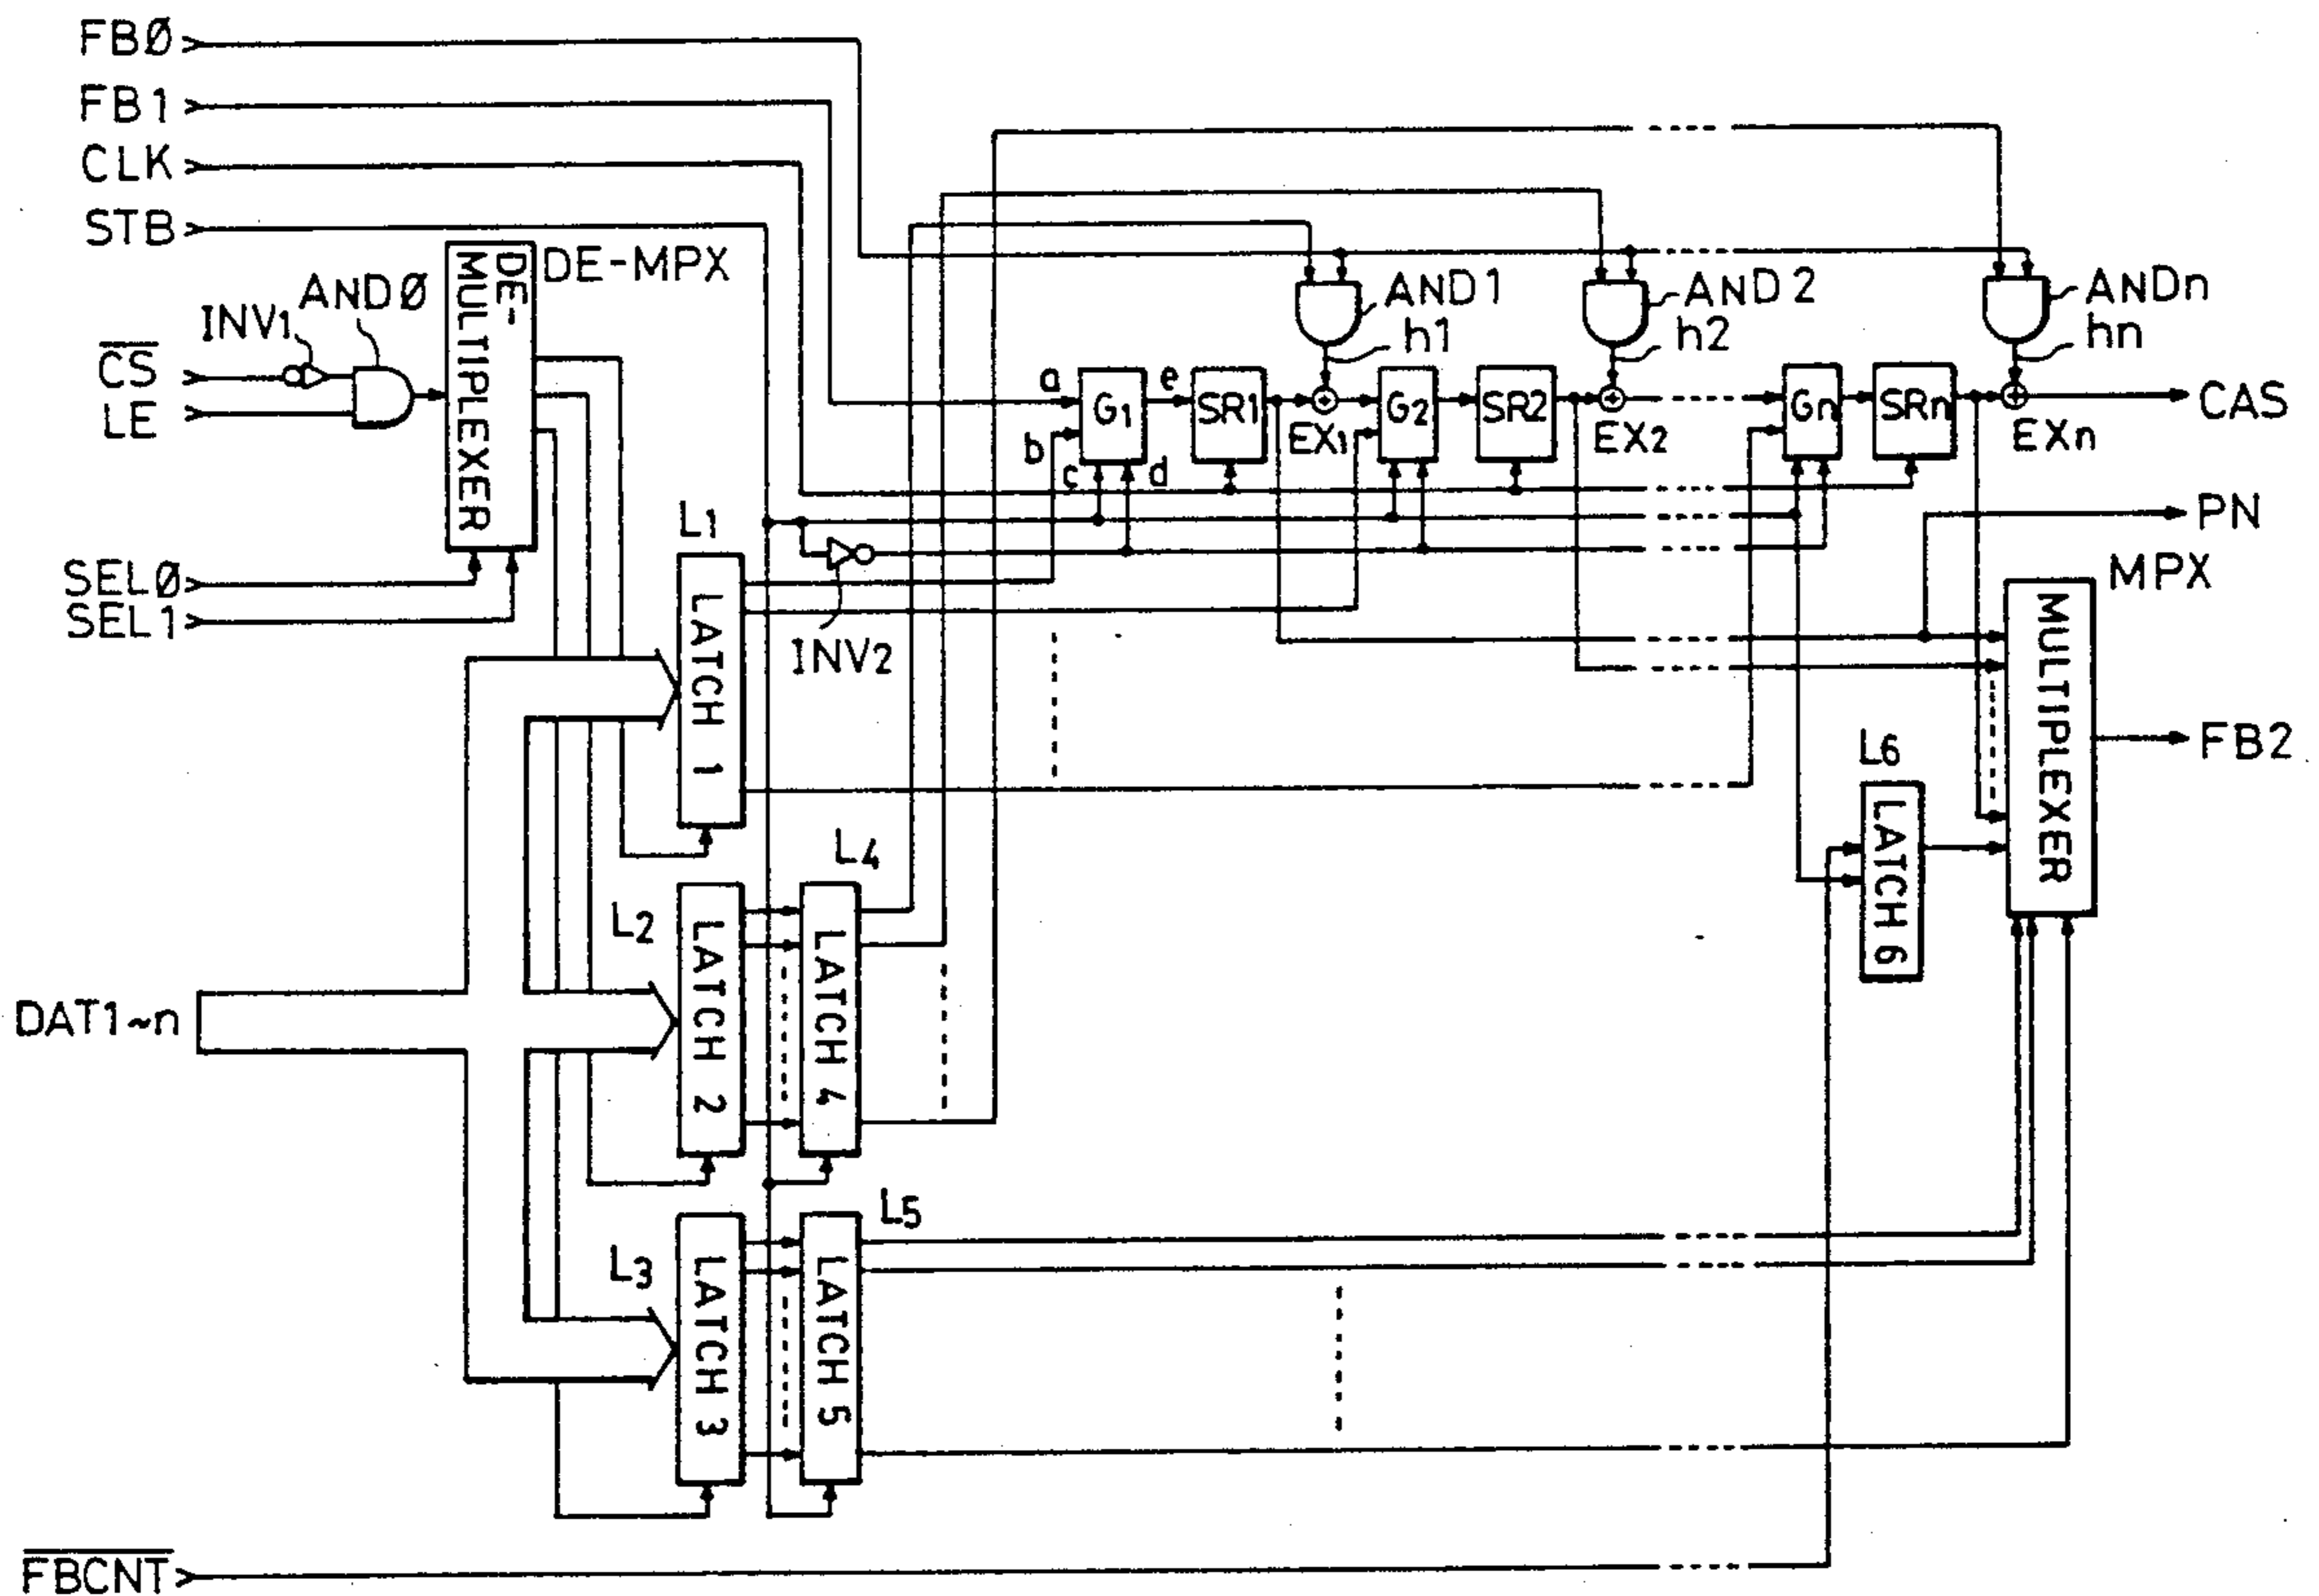 FBØ
FB1
CLK
STB
DE-MPX
DE-
MULTIPLEXER
ANDØ
INV1
CS
LE
SELØ
SEL1
AND1
h1
AND2
h2
ANDn
hn
a
b
c
d
e
G1
SR1
EX1
G2
SR2
EX2
Gn
SRn
EXn
CAS
PN
MPX
MULTIPLEXER
FB2
INV2
L1
LATCH 1
L2
LATCH 2
L4
LATCH 4
L6
LATCH 6
DAT1~n
L3
LATCH 3
L5
LATCH 5
FBCNT